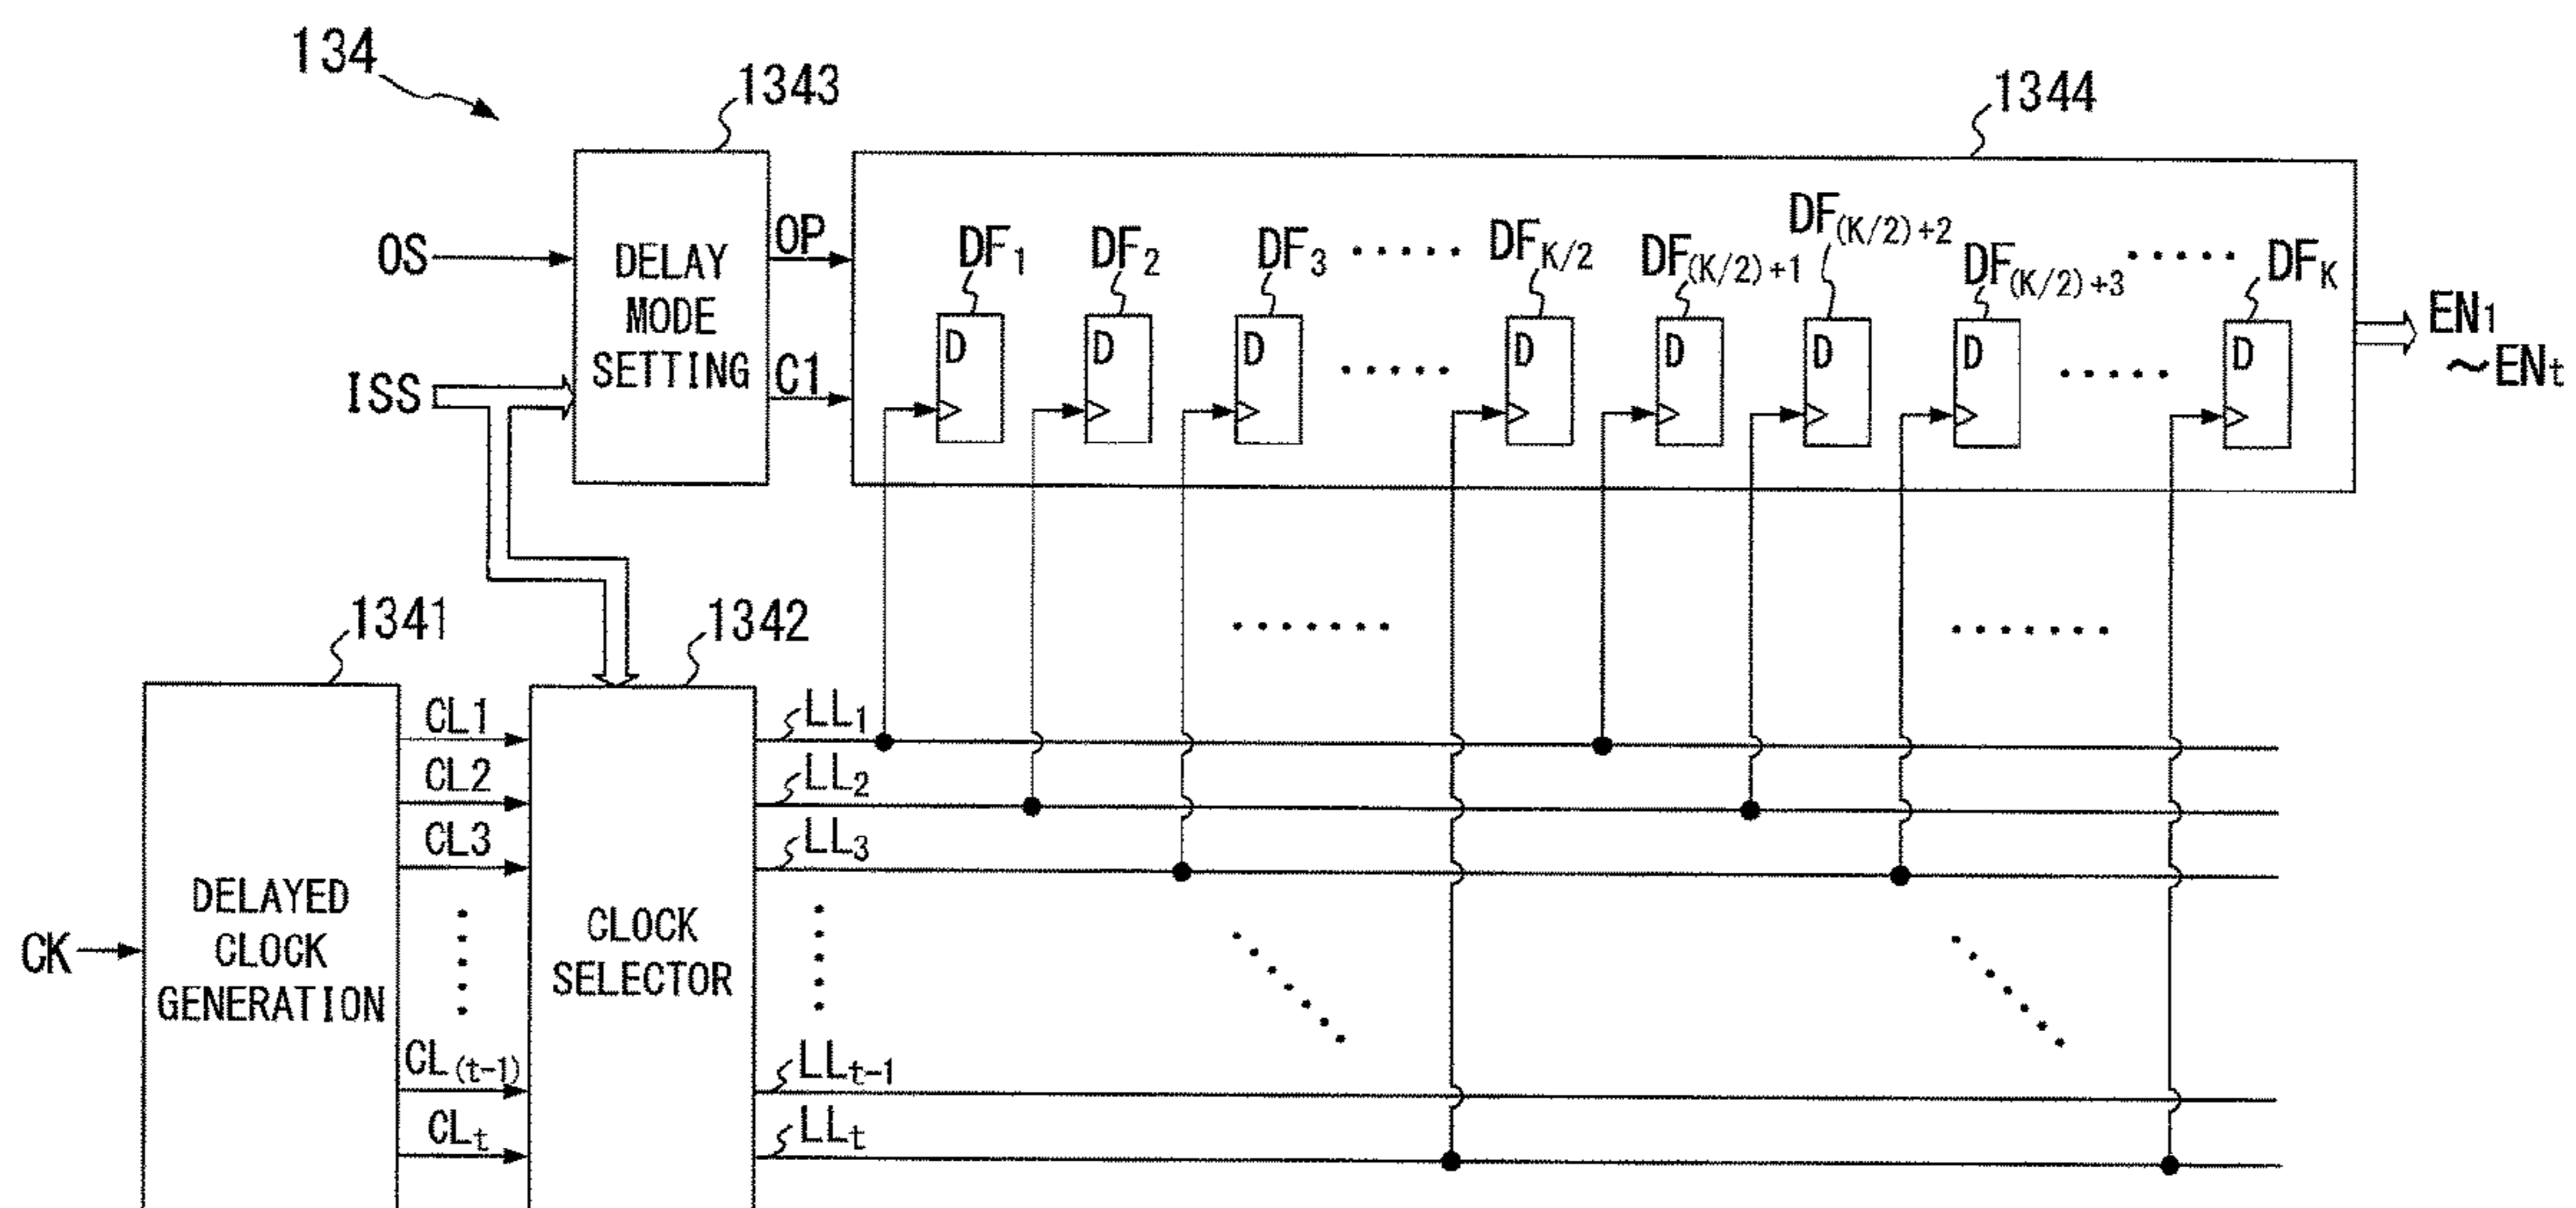 134
1343
1344
OS
ISS
DELAY
MODE
SETTING
OP
C1
DF1
DF2
DF3
.....
DFK/2
DF(K/2)+1
DF(K/2)+2
DF(K/2)+3
.....
DFK
D
D
D
.....
D
D
D
D
.....
D
EN1
~ENt
1341
1342
CK
DELAYED
CLOCK
GENERATION
CL1
CL2
CL3
CL(t-1)
CLt
CLOCK
SELECTOR
LL1
LL2
LL3
LLt-1
LLt